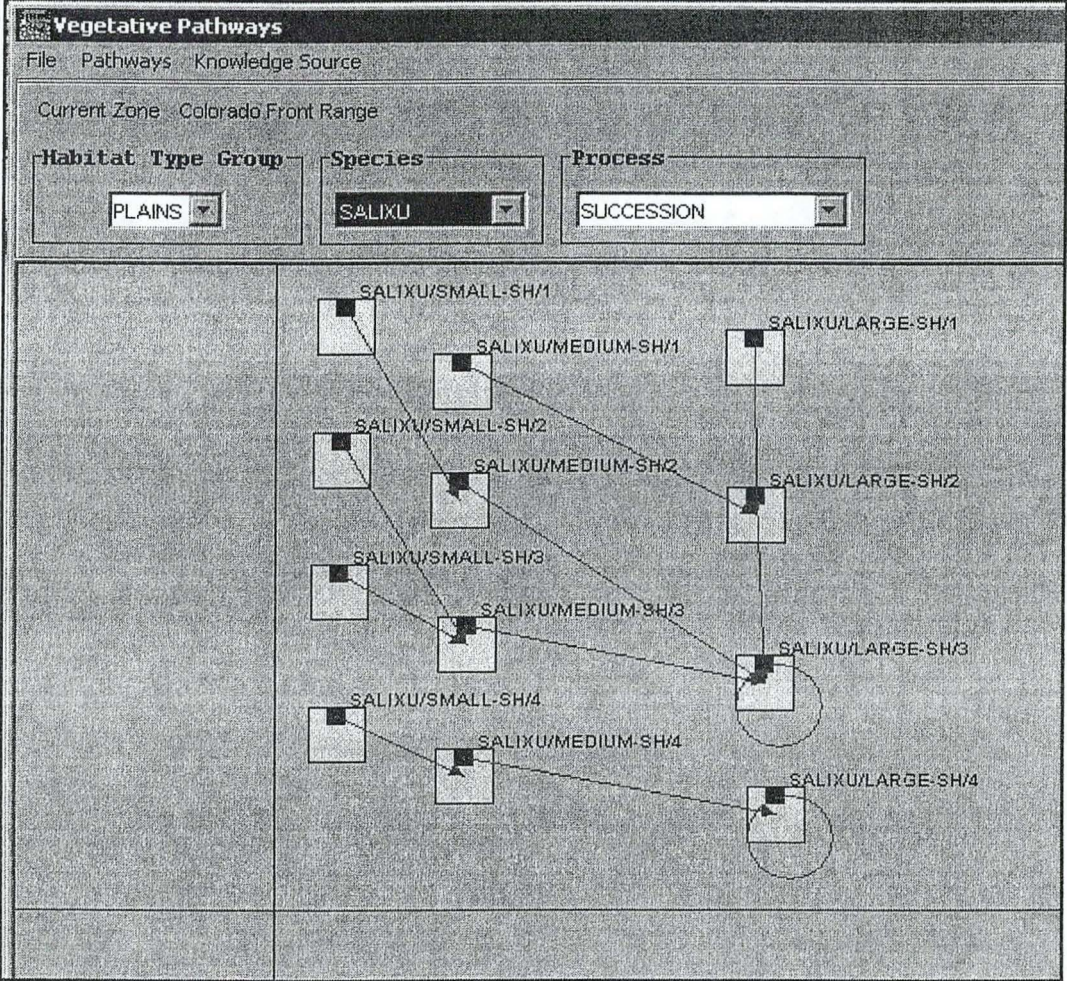 Vegetative Pathways
File Pathways Knowledge Source
Current Zone Colorado Front Range
Habitat Type Group Species Process
PLAINS SALIXU SUCCESSION
SALIXU/SMALL-SH/1
SALIXU/LARGE-SH/1
SALIXU/MEDIUM-SH/1
SALIXU/SMALL-SH/2
SALIXU/MEDIUM-SH/2
SALIXU/LARGE-SH/2
SALIXU/SMALL-SH/3
SALIXU/MEDIUM-SH/3
SALIXU/LARGE-SH/3
SALIXU/SMALL-SH/4
SALIXU/MEDIUM-SH/4
SALIXU/LARGE-SH/4